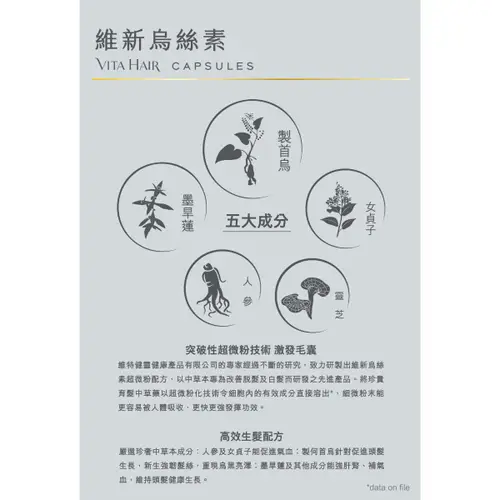 維新烏絲素
VITA HAIR CAPSULES
製首烏
墨旱蓮
五大成分
女貞子
人參
靈芝
突破性超微粉技術 激發毛囊
維特健靈健康產品有限公司的專家經過不斷的研究，致力研製出維新烏絲
素超微粉配方，以中草本專為改善脫髮及白髮而研發之先進產品。將珍貴
育髮中草藥以超微粉化技術令細胞內的有效成分直接溶出*、細微粉末能
更容易被人體吸收，更快更強發揮功效。
高效生髮配方
嚴選珍耆中草本成分：人參及女貞子能促進氣血；製何首烏針對促進頭髮
生長，新生強韌髮絲，重現烏黑亮澤；墨旱蓮及其他成分能強肝腎、補氣
血，維持頭髮健康生長。
*data on file